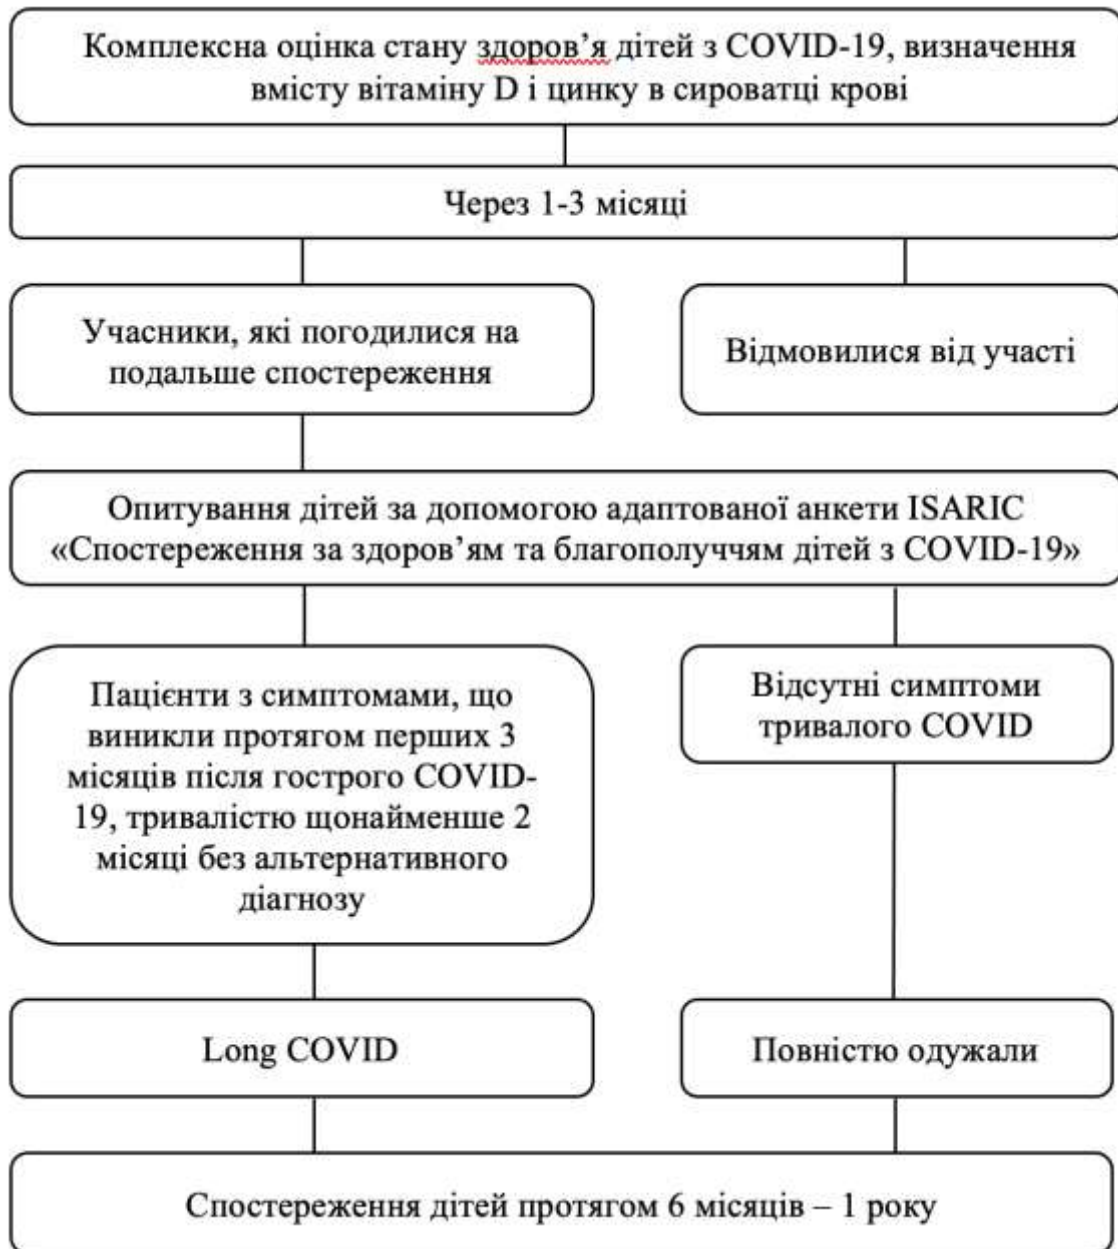 Комплексна оцінка стану здоров’я дітей з COVID-19, визначення
вмісту вітаміну D і цинку в сироватці крові
Через 1-3 місяці
Учасники, які погодилися на
подальше спостереження
Відмовилися від участі
Опитування дітей за допомогою адаптованої анкети ISARIC
«Спостереження за здоров’ям та благополуччям дітей з COVID-19»
Пацієнти з симптомами, що
виникли протягом перших 3
місяців після гострого COVID-
19, тривалістю щонайменше 2
місяці без альтернативного
діагнозу
Відсутні симптоми
тривалого COVID
Long COVID
Повністю одужали
Спостереження дітей протягом 6 місяців – 1 року